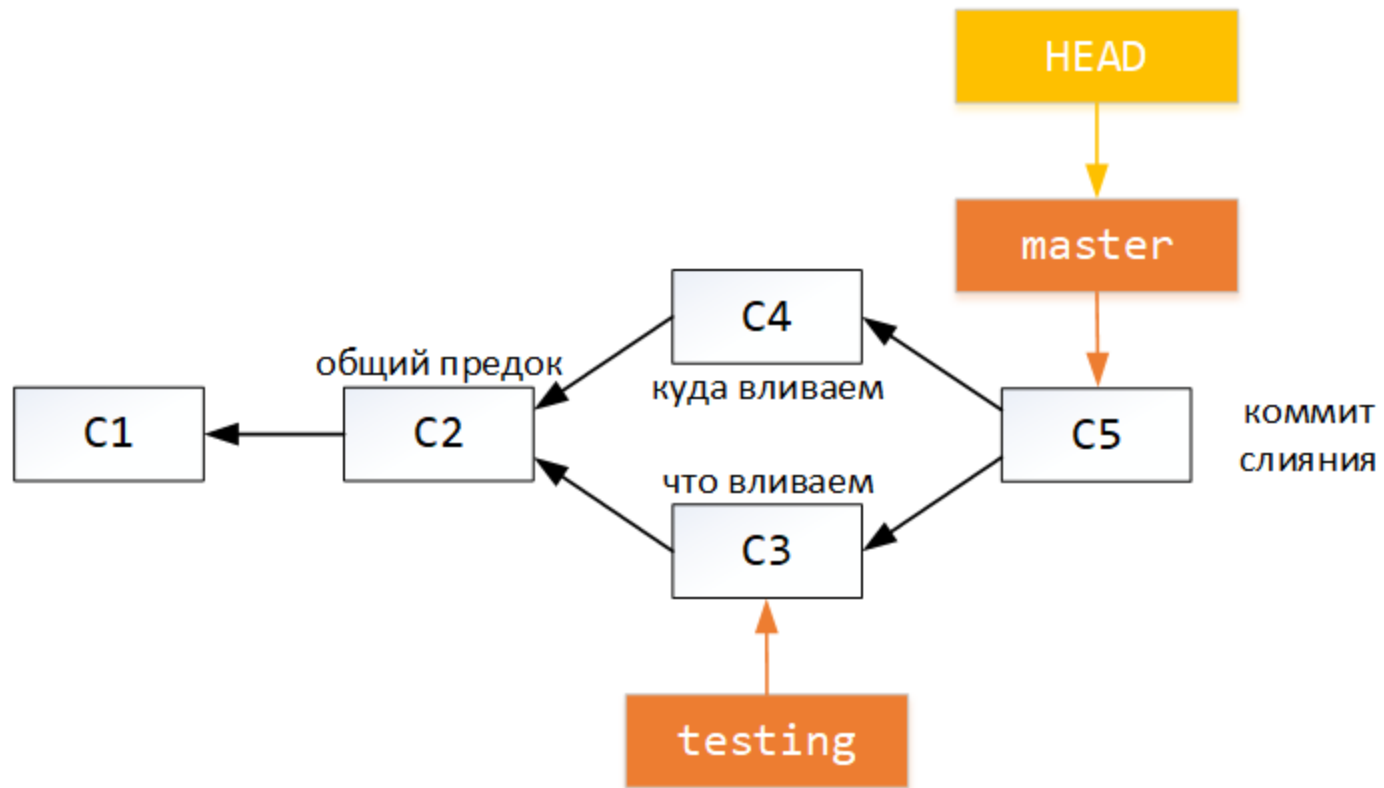 HEAD
master
C4
общий предок
куда вливаем
C1
C2
C5
коммит
слияния
что вливаем
C3
testing